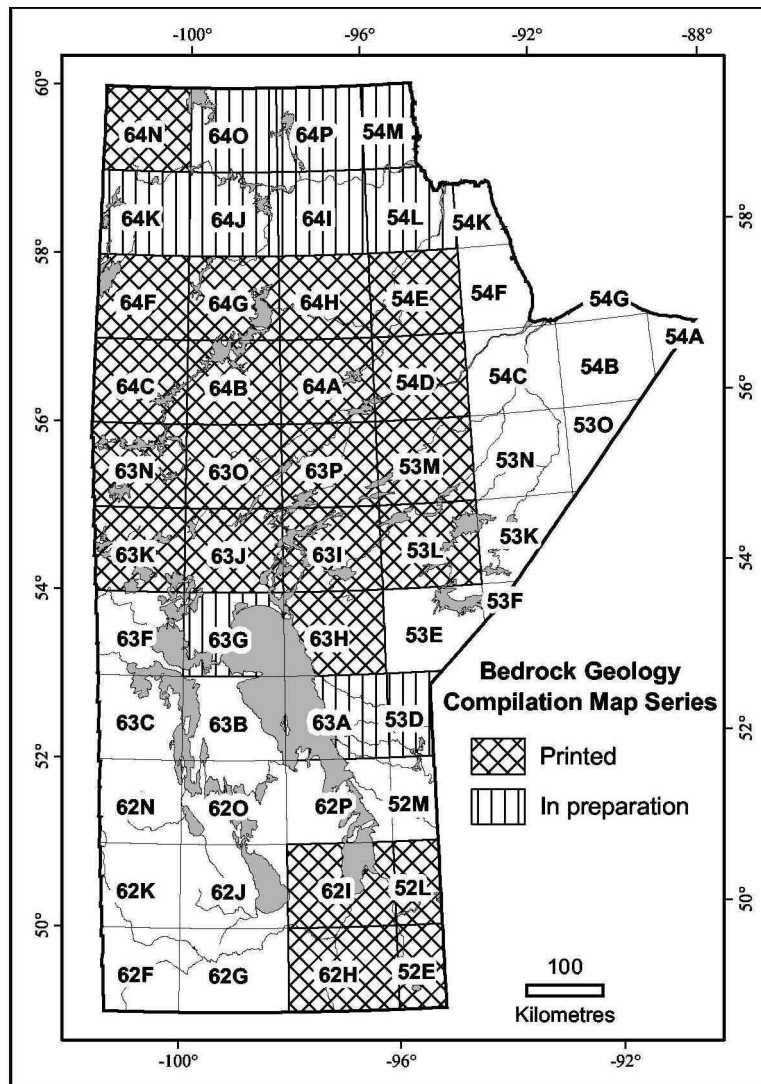 -100° -96° -92° -88°
60°
64N 64O 64P 54M
64K 64J 64I 54L 54K
58° 58°
64F 64G 64H 54E 54F 54G
54A
64C 64B 64A 54D 54C 54B
56° 56°
63N 63O 63P 53M 53N 53O
63K 63J 63I 53L 53K
54° 54°
63F 63G 63H 53E 53F
Bedrock Geology
Compilation Map Series
63C 63B 63A 53D
52° 52°
Printed
62N 62O 62P 52M
In preparation
62K 62J 62I 52L
50° 50°
62F 62G 62H 52E
100
Kilometres
-100° -96° -92°